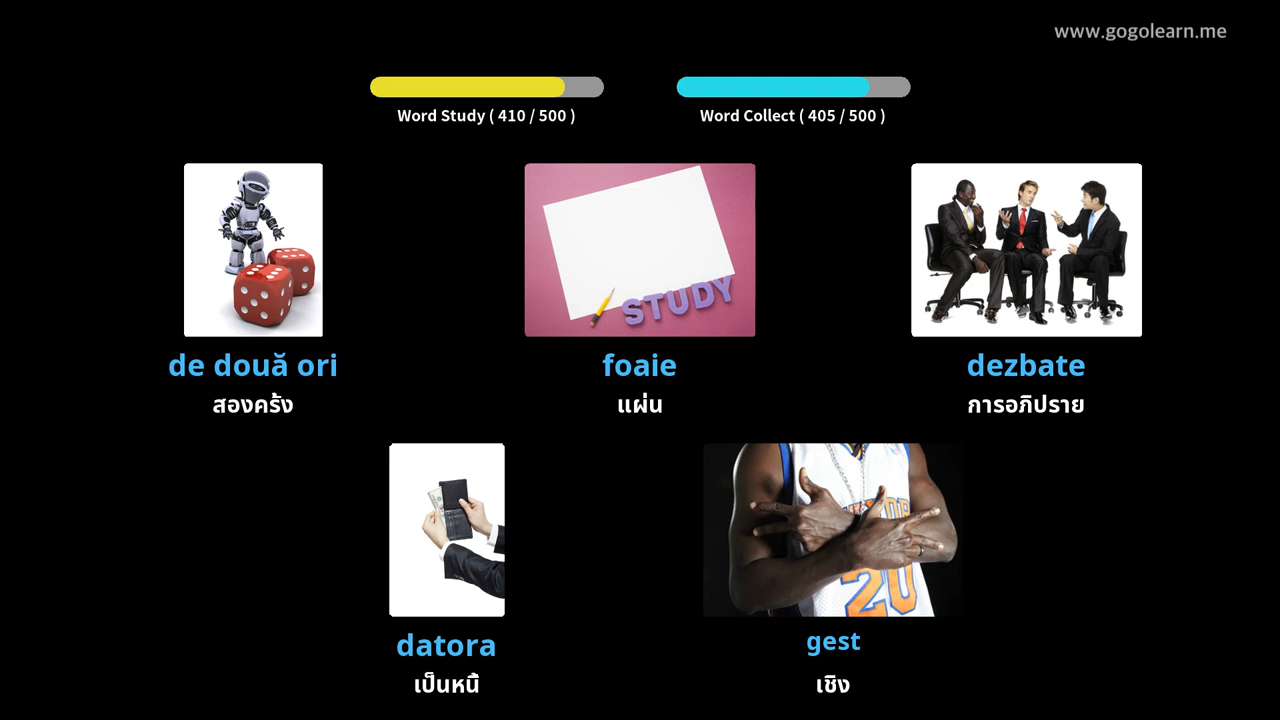 www.gogolearn.me
Word Study ( 410 / 500 )
Word Collect ( 405 / 500 )
STUDY
de două ori
foaie
dezbate
สองครั้ง
แผ่น
การอภิปราย
20
datora
gest
เป็นหนี้
เชิง